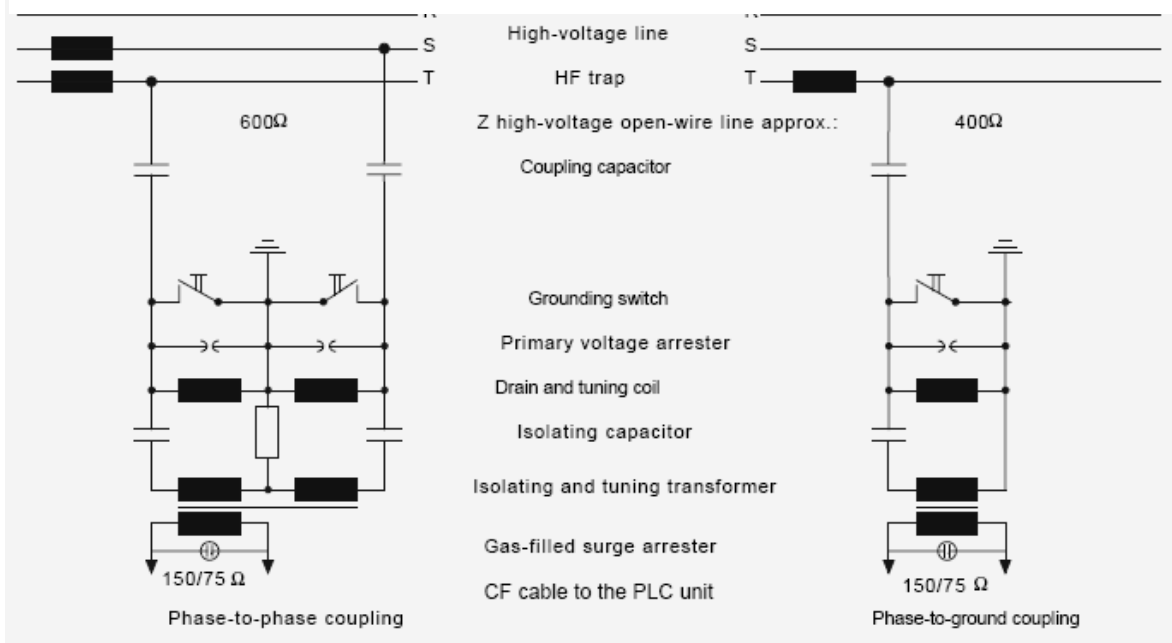 R
R
High-voltage line
S
S
T
HF trap
T
600Ω
Z high-voltage open-wire line approx.:
400Ω
Coupling capacitor
Grounding switch
Primary voltage arrester
Drain and tuning coil
Isolating capacitor
Isolating and tuning transformer
Gas-filled surge arrester
150/75 Ω
CF cable to the PLC unit
150/75 Ω
Phase-to-phase coupling
Phase-to-ground coupling